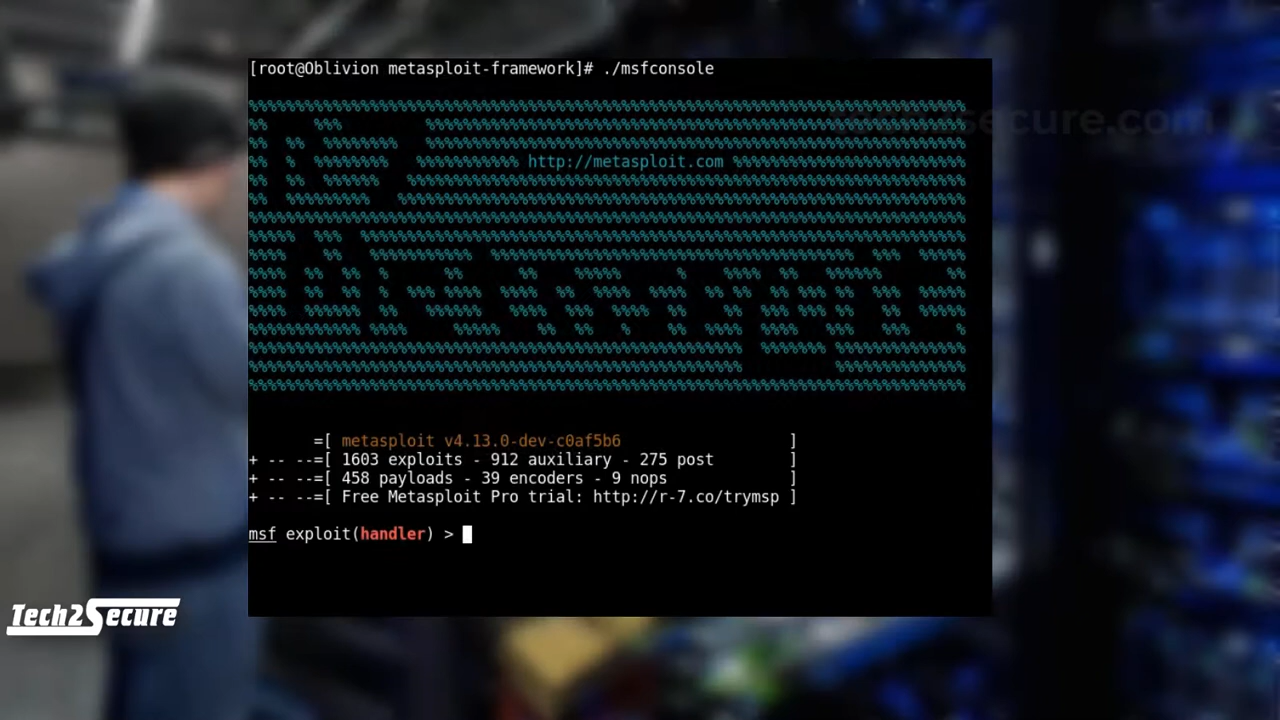 [root@Oblivion metasploit-framework]# ./msfconsole
tech2secure.com
http://metasploit.com
=[ metasploit v4.13.0-dev-c0af5b6 ]
+ -- --=[ 1603 exploits - 912 auxiliary - 275 post ]
+ -- --=[ 458 payloads - 39 encoders - 9 nops ]
+ -- --=[ Free Metasploit Pro trial: http://r-7.co/trymsp ]
msf exploit(handler) >
Tech2Secure